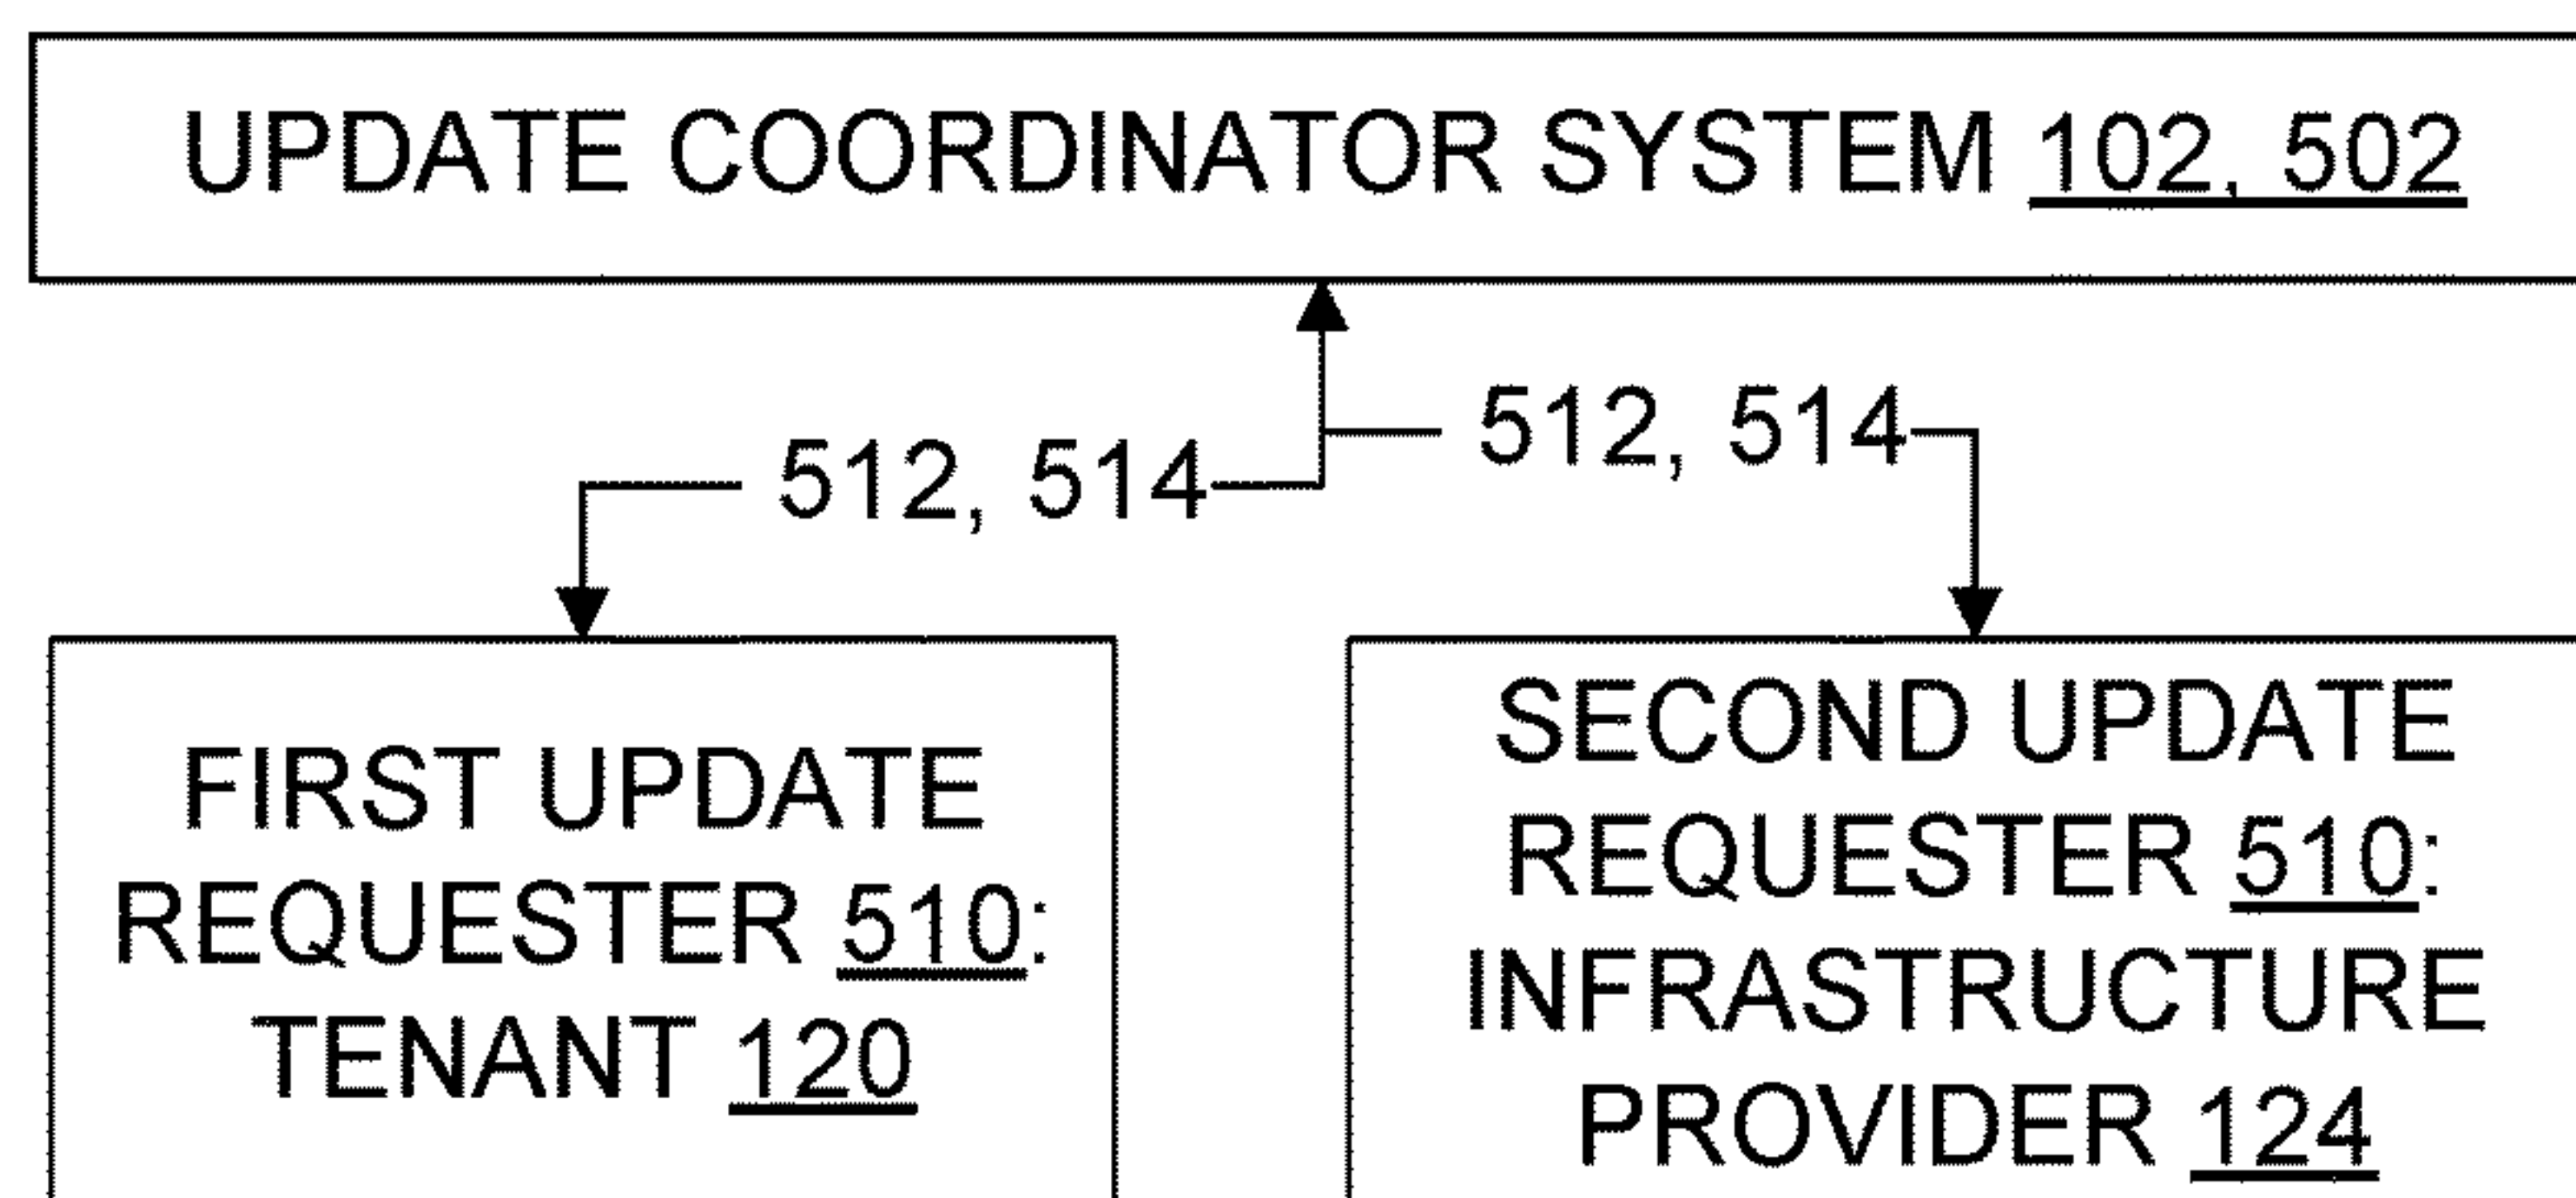 UPDATE COORDINATOR SYSTEM 102, 502
512, 514
512, 514
FIRST UPDATE
REQUESTER 510:
TENANT 120
SECOND UPDATE
REQUESTER 510:
INFRASTRUCTURE
PROVIDER 124